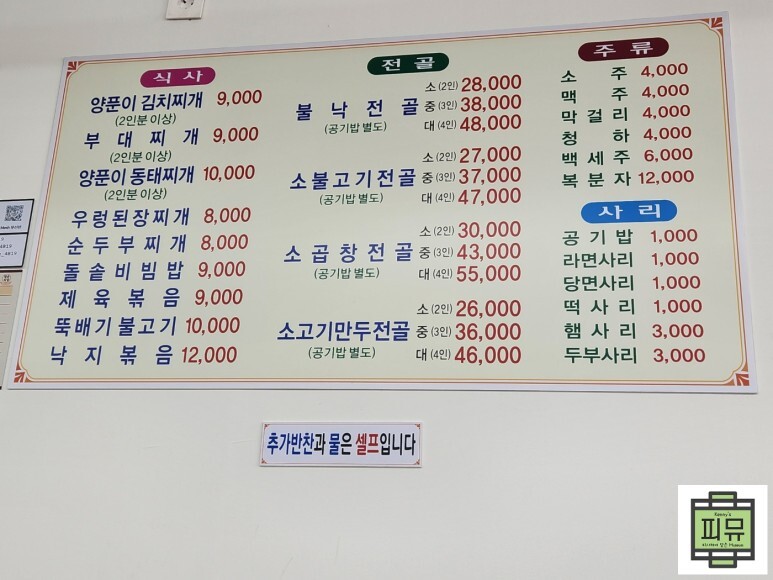 식사
양푼이 김치찌개 9,000
(2인분 이상)
부대찌개 9,000
(2인분 이상)
양푼이 동태찌개 10,000
(2인분 이상)
우렁된장찌개 8,000
순두부찌개 8,000
돌솥비빔밥 9,000
제육볶음 9,000
뚝배기불고기 10,000
낙지볶음 12,000
전골
불낙전골
(공기밥 별도)
소 (2인) 28,000
중 (3인) 38,000
대 (4인) 48,000
소불고기전골
(공기밥 별도)
소 (2인) 27,000
중 (3인) 37,000
대 (4인) 47,000
소곱창전골
(공기밥 별도)
소 (2인) 30,000
중 (3인) 43,000
대 (4인) 55,000
소고기만두전골
(공기밥 별도)
소 (2인) 26,000
중 (3인) 36,000
대 (4인) 46,000
주류
소주 4,000
맥주 4,000
막걸리 4,000
청하 4,000
백세주 6,000
복분자 12,000
사리
공기밥 1,000
라면사리 1,000
당면사리 1,000
떡사리 1,000
햄사리 3,000
두부사리 3,000
추가반찬과 물은 셀프입니다
Kenny's
피뮤